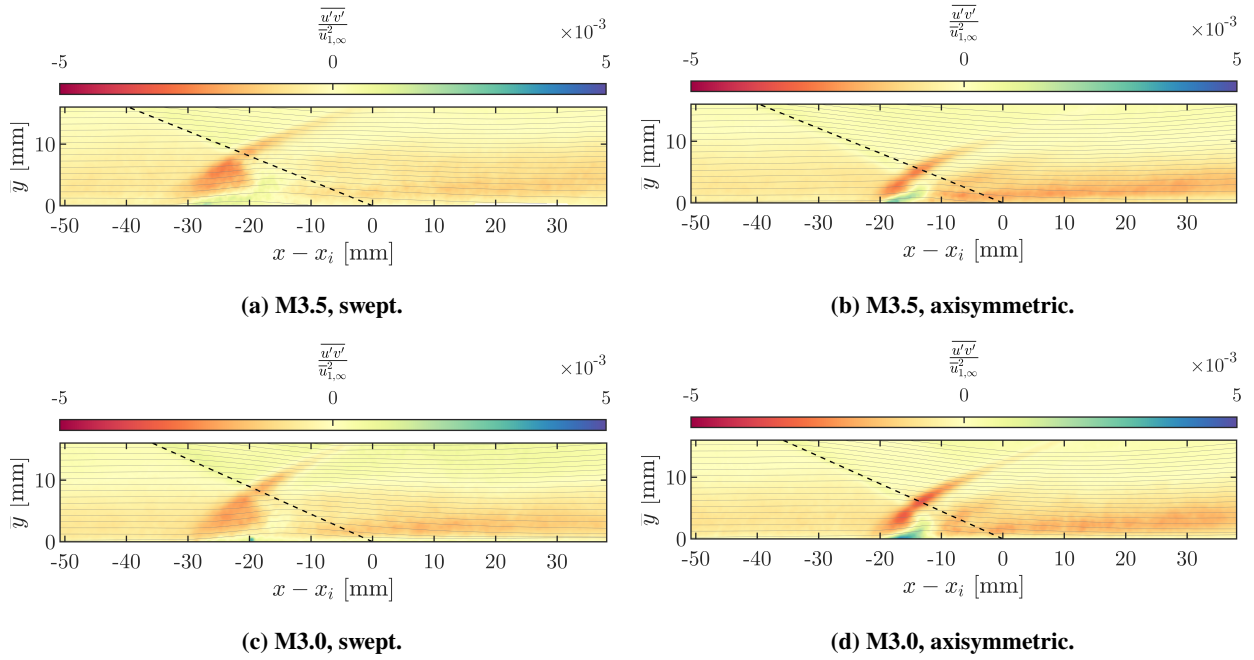 u'v'
ū²₁,∞
×10⁻³
-5 0 5
10
0
y̅ [mm]
-50 -40 -30 -20 -10 0 10 20 30
x − xᵢ [mm]
(a) M3.5, swept.
u'v'
ū²₁,∞
×10⁻³
-5 0 5
10
0
y̅ [mm]
-50 -40 -30 -20 -10 0 10 20 30
x − xᵢ [mm]
(b) M3.5, axisymmetric.
u'v'
ū²₁,∞
×10⁻³
-5 0 5
10
0
y̅ [mm]
-50 -40 -30 -20 -10 0 10 20 30
x − xᵢ [mm]
(c) M3.0, swept.
u'v'
ū²₁,∞
×10⁻³
-5 0 5
10
0
y̅ [mm]
-50 -40 -30 -20 -10 0 10 20 30
x − xᵢ [mm]
(d) M3.0, axisymmetric.